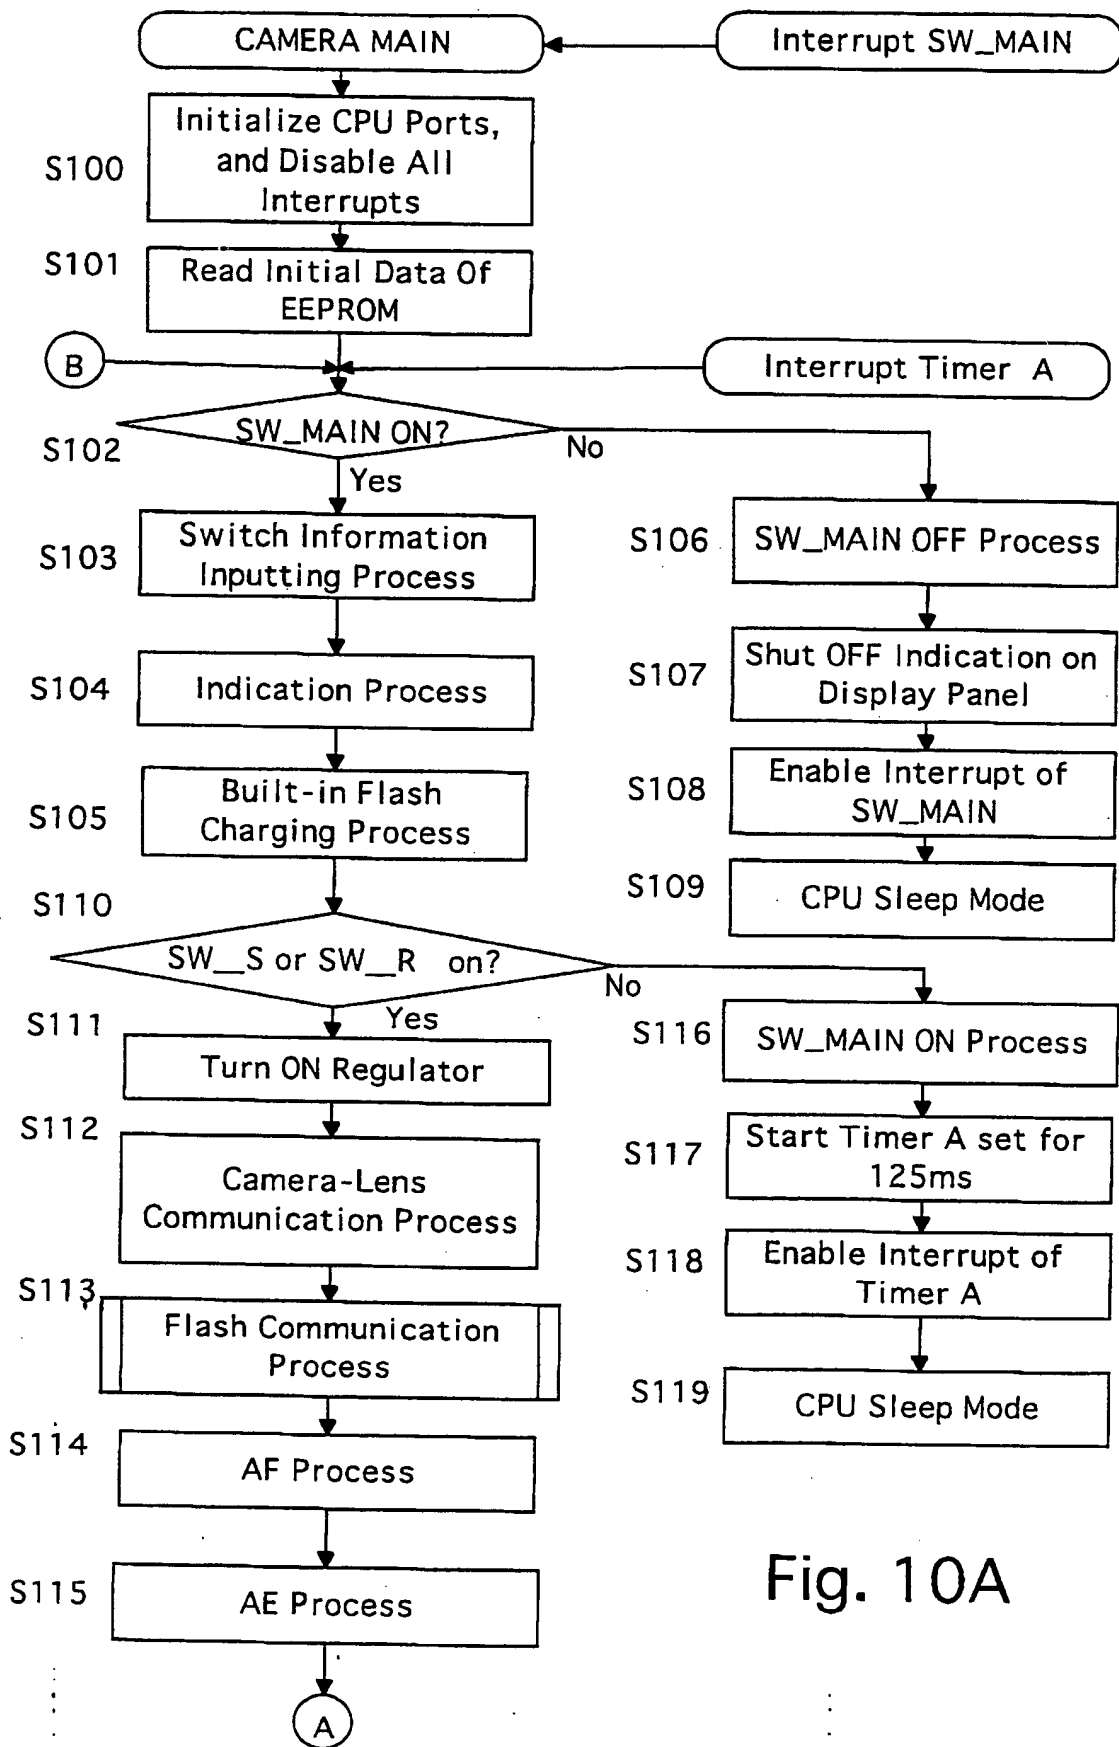 CAMERA MAIN
Interrupt SW_MAIN
S100
Initialize CPU Ports,
and Disable All
Interrupts
S101
Read Initial Data Of
EEPROM
B
Interrupt Timer A
S102
SW_MAIN ON?
No
Yes
S103
Switch Information
Inputting Process
S106
SW_MAIN OFF Process
S104
Indication Process
S107
Shut OFF Indication on
Display Panel
S105
Built-in Flash
Charging Process
S108
Enable Interrupt of
SW_MAIN
S109
CPU Sleep Mode
S110
SW__S or SW__R on?
No
Yes
S111
Turn ON Regulator
S116
SW_MAIN ON Process
S112
Camera-Lens
Communication Process
S117
Start Timer A set for
125ms
S118
Enable Interrupt of
Timer A
S113
Flash Communication
Process
S119
CPU Sleep Mode
S114
AF Process
S115
AE Process
Fig. 10A
A